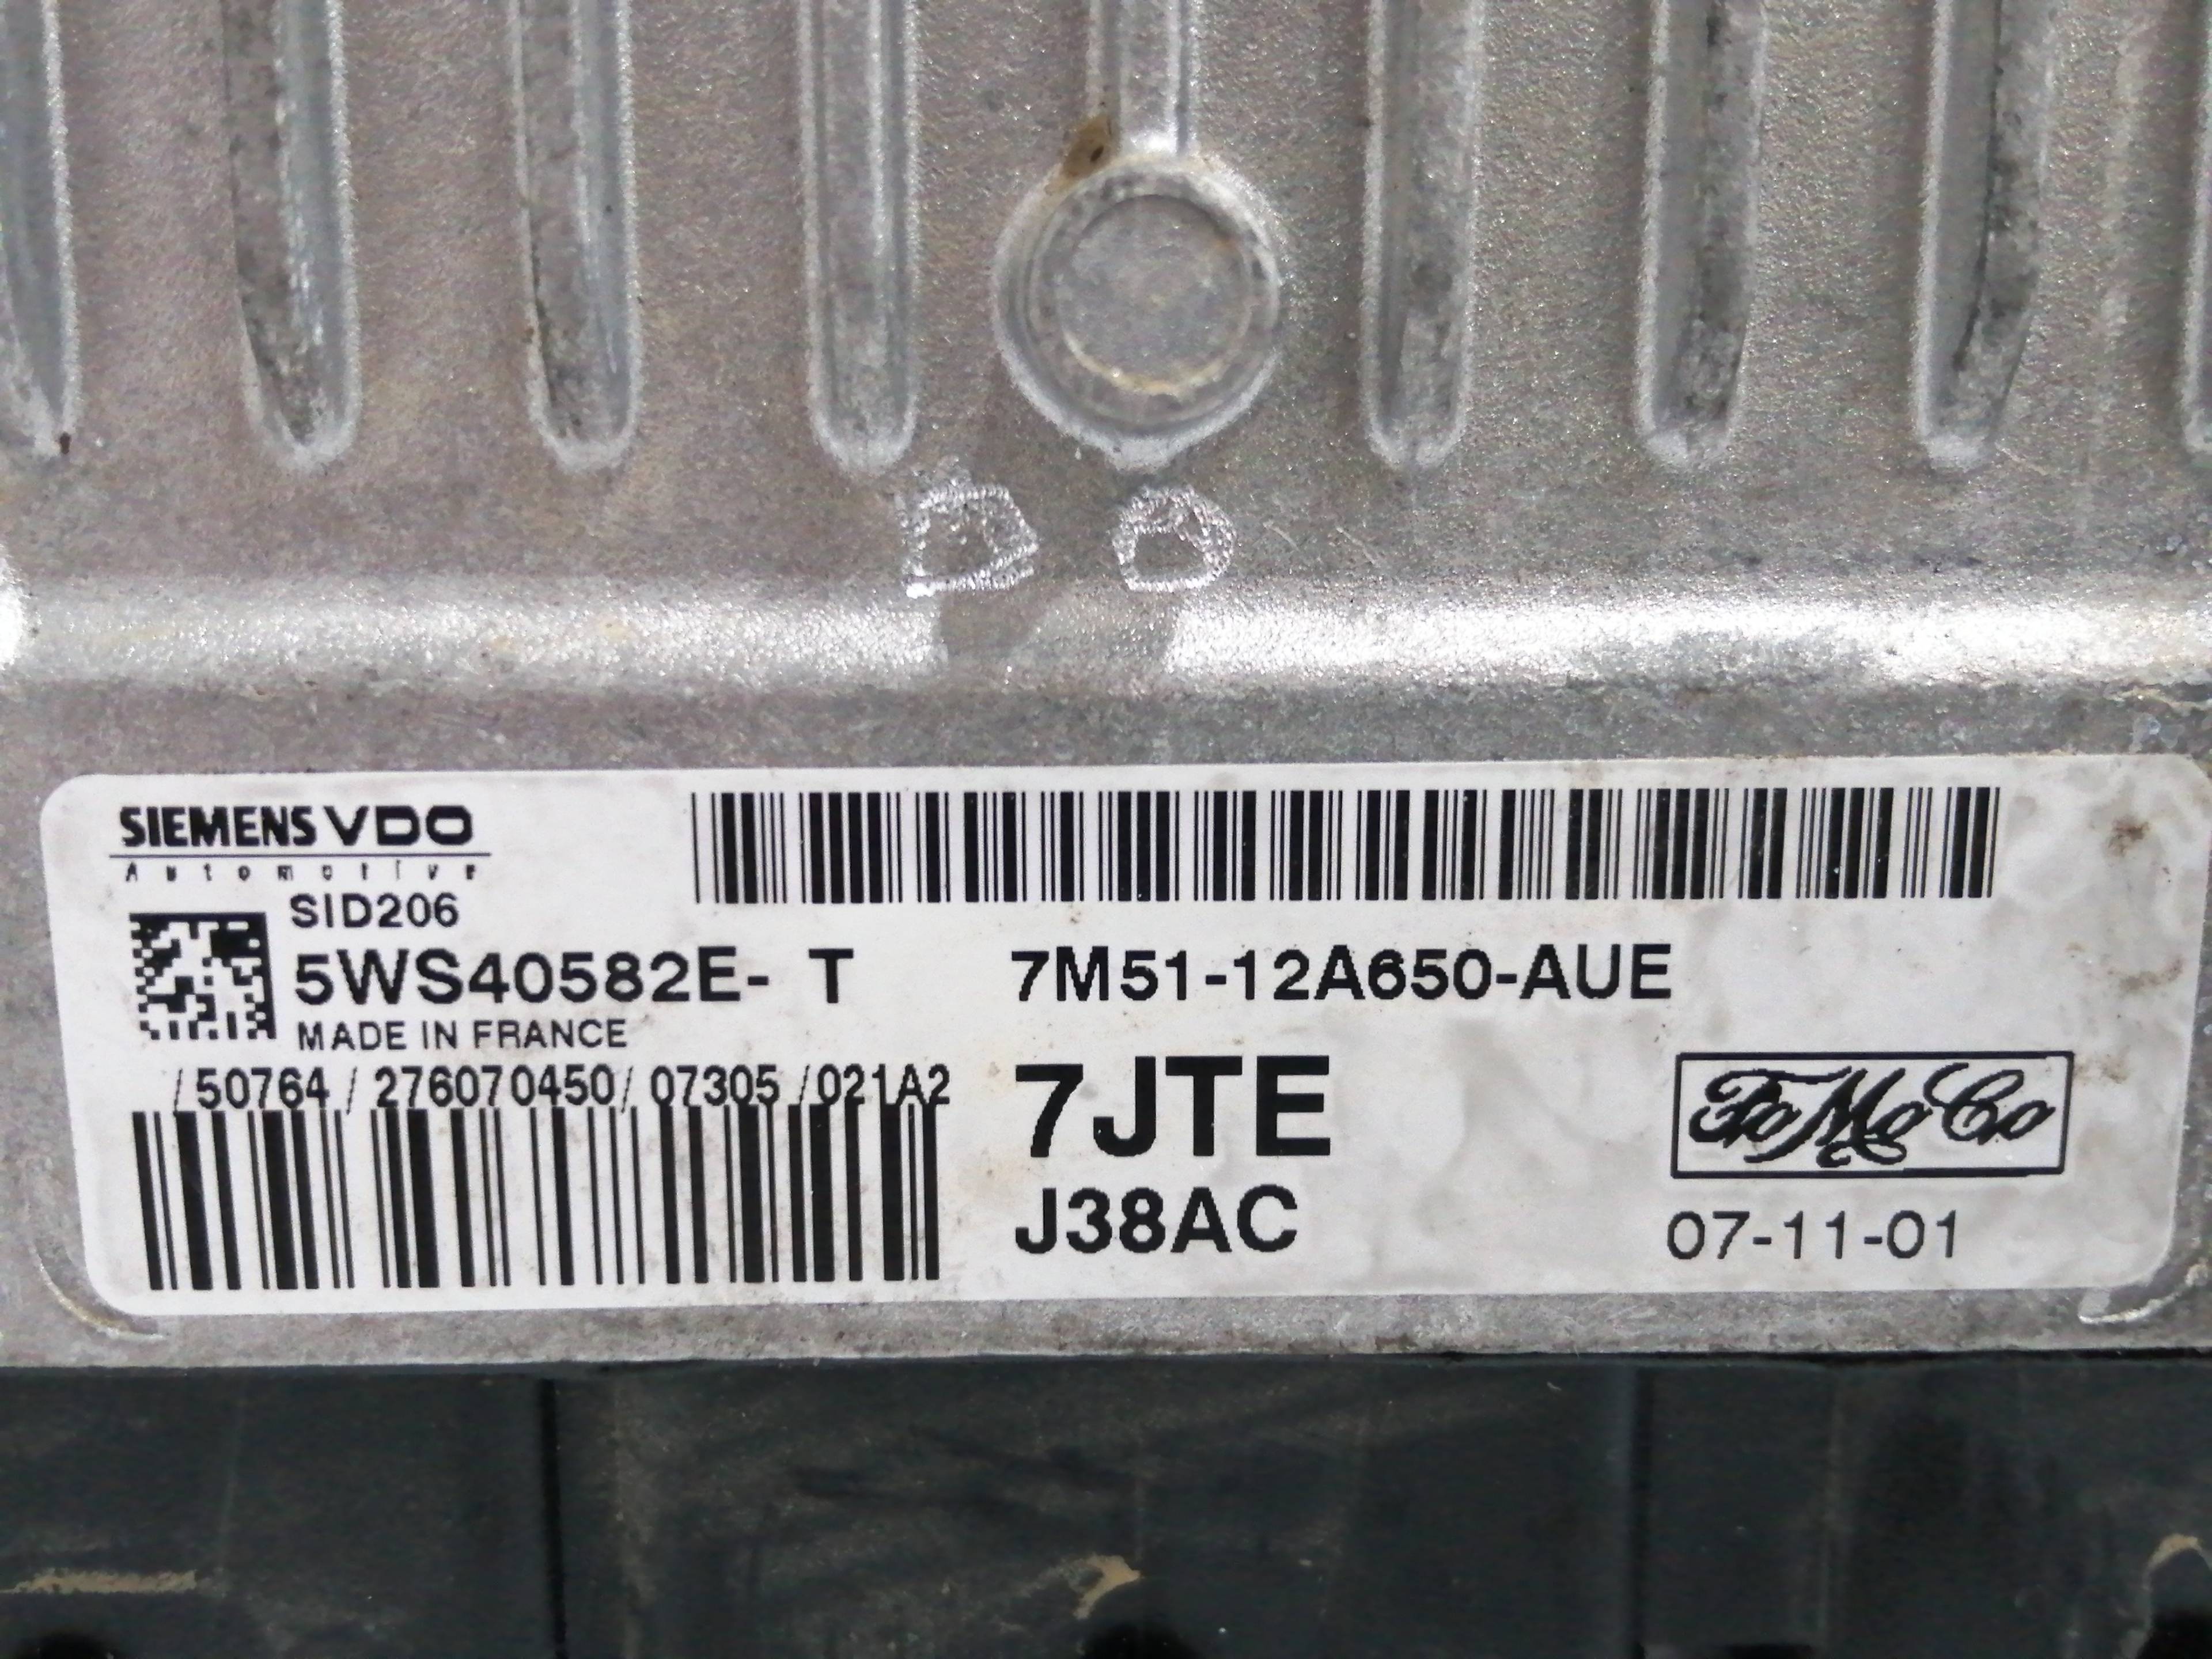 D O
SIEMENS VDO
Automotive
SID206
5WS40582E- T 7M51-12A650-AUE
MADE IN FRANCE
/50764/276070450/07305/021A2
7JTE
J38AC
FoMoCo
07-11-01